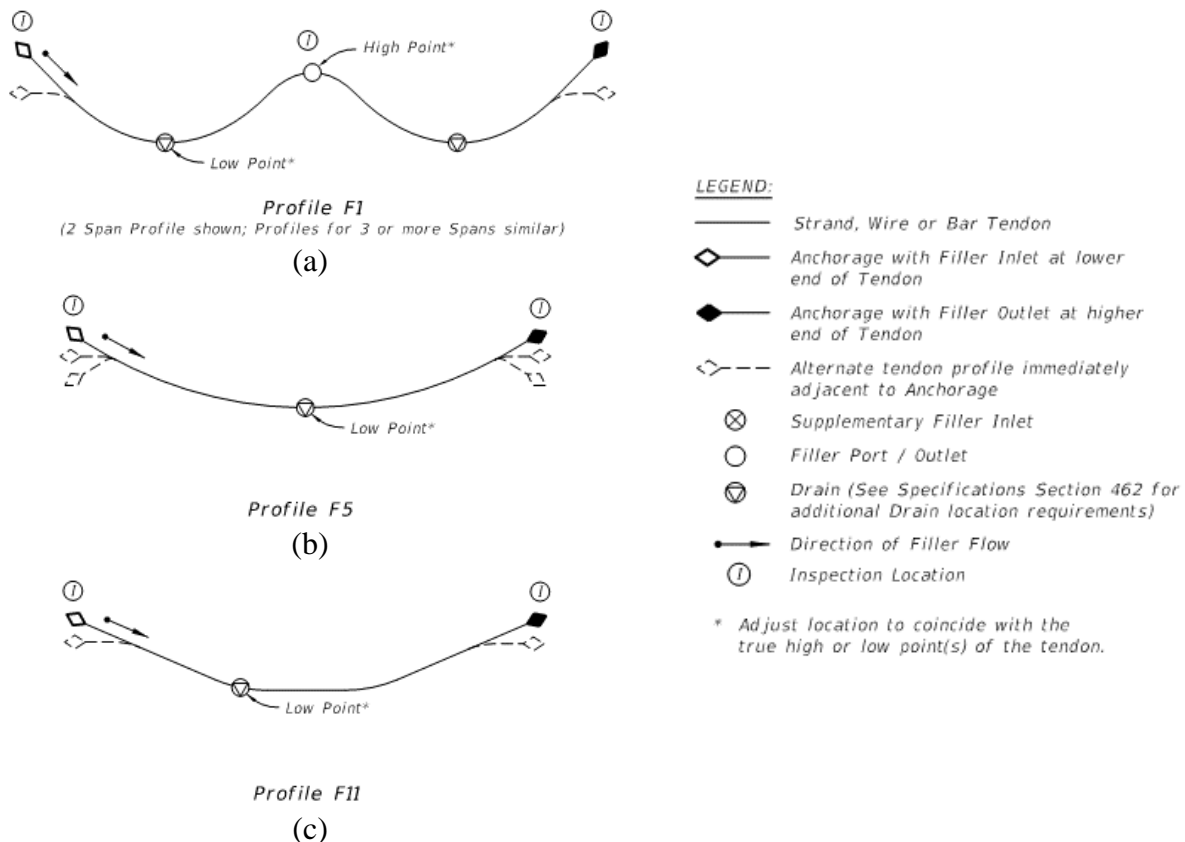 I
I
I
High Point*
Low Point*
Profile F1
(2 Span Profile shown; Profiles for 3 or more Spans similar)
(a)
I
I
Low Point*
Profile F5
(b)
I
I
Low Point*
Profile F11
(c)
LEGEND:
Strand, Wire or Bar Tendon
Anchorage with Filler Inlet at lower
end of Tendon
Anchorage with Filler Outlet at higher
end of Tendon
Alternate tendon profile immediately
adjacent to Anchorage
Supplementary Filler Inlet
Filler Port / Outlet
Drain (See Specifications Section 462 for
additional Drain location requirements)
Direction of Filler Flow
I
Inspection Location
* Adjust location to coincide with the
true high or low point(s) of the tendon.